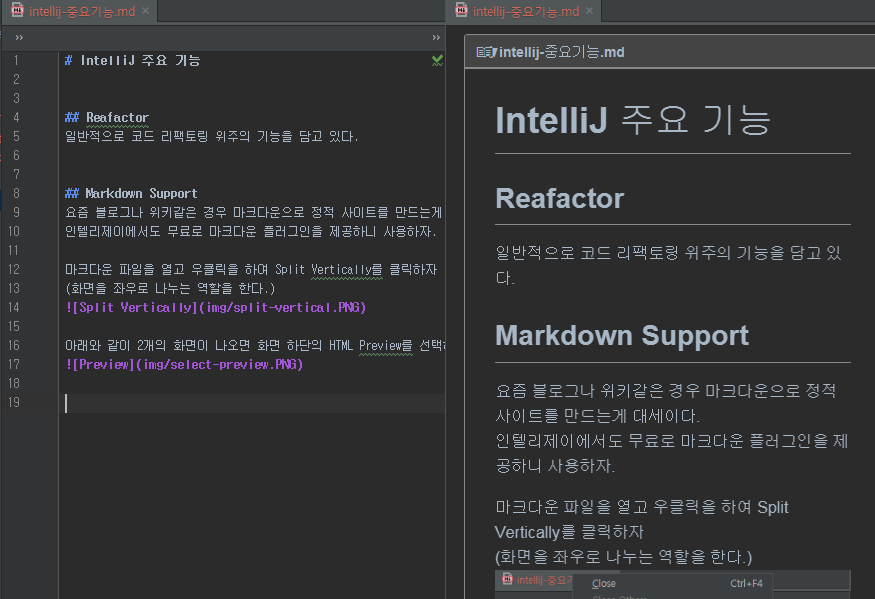 intellij-중요기능.md
intellij-중요기능.md
1 # IntelliJ 주요 기능
2
3
4 ## Reafactor
5 일반적으로 코드 리팩토링 위주의 기능을 담고 있다.
6
7
8 ## Markdown Support
9 요즘 블로그나 위키같은 경우 마크다운으로 정적 사이트를 만드는게
10 인텔리제이에서도 무료로 마크다운 플러그인을 제공하니 사용하자.
11
12 마크다운 파일을 열고 우클릭을 하여 Split Vertically를 클릭하자
13 (화면을 좌우로 나누는 역할을 한다.)
14 ![Split Vertically](img/split-vertical.PNG)
15
16 아래와 같이 2개의 화면이 나오면 화면 하단의 HTML Preview를 선택
17 ![Preview](img/select-preview.PNG)
18
19
intellij-중요기능.md
IntelliJ 주요 기능
Reafactor
일반적으로 코드 리팩토링 위주의 기능을 담고 있
다.
Markdown Support
요즘 블로그나 위키같은 경우 마크다운으로 정적
사이트를 만드는게 대세이다.
인텔리제이에서도 무료로 마크다운 플러그인을 제
공하니 사용하자.
마크다운 파일을 열고 우클릭을 하여 Split
Vertically를 클릭하자
(화면을 좌우로 나누는 역할을 한다.)
intellij-중요
Close Ctrl+F4
Close Others